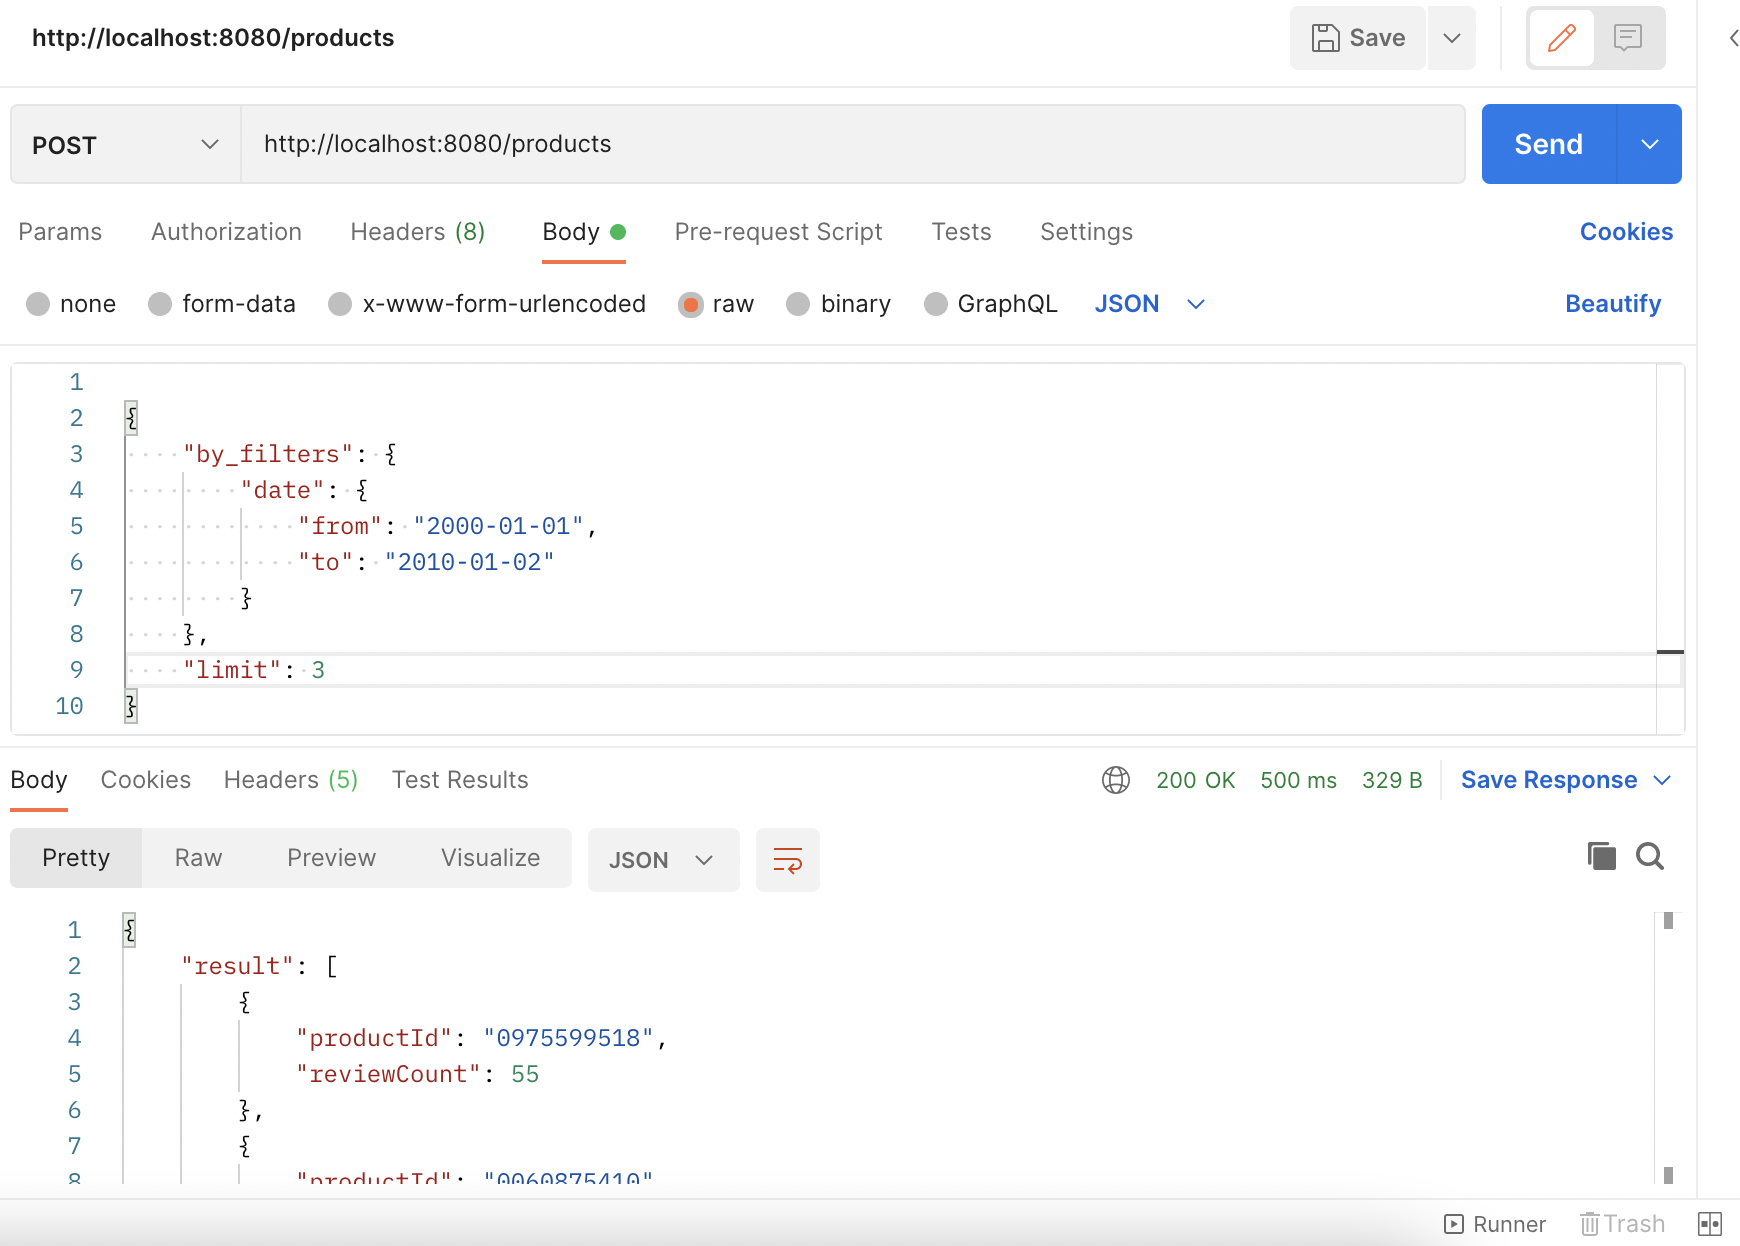 http://localhost:8080/products
Save
POST
http://localhost:8080/products
Send
Params Authorization Headers (8) Body Pre-request Script Tests Settings Cookies
none form-data x-www-form-urlencoded raw binary GraphQL JSON Beautify
1
2 {
3 "by_filters": {
4 "date": {
5 "from": "2000-01-01",
6 "to": "2010-01-02"
7 }
8 },
9 "limit": 3
10 }
Body Cookies Headers (5) Test Results 200 OK 500 ms 329 B Save Response
Pretty Raw Preview Visualize JSON
1 {
2 "result": [
3 {
4 "productId": "0975599518",
5 "reviewCount": 55
6 },
7 {
8 "productId": "0060875410"
Runner Trash